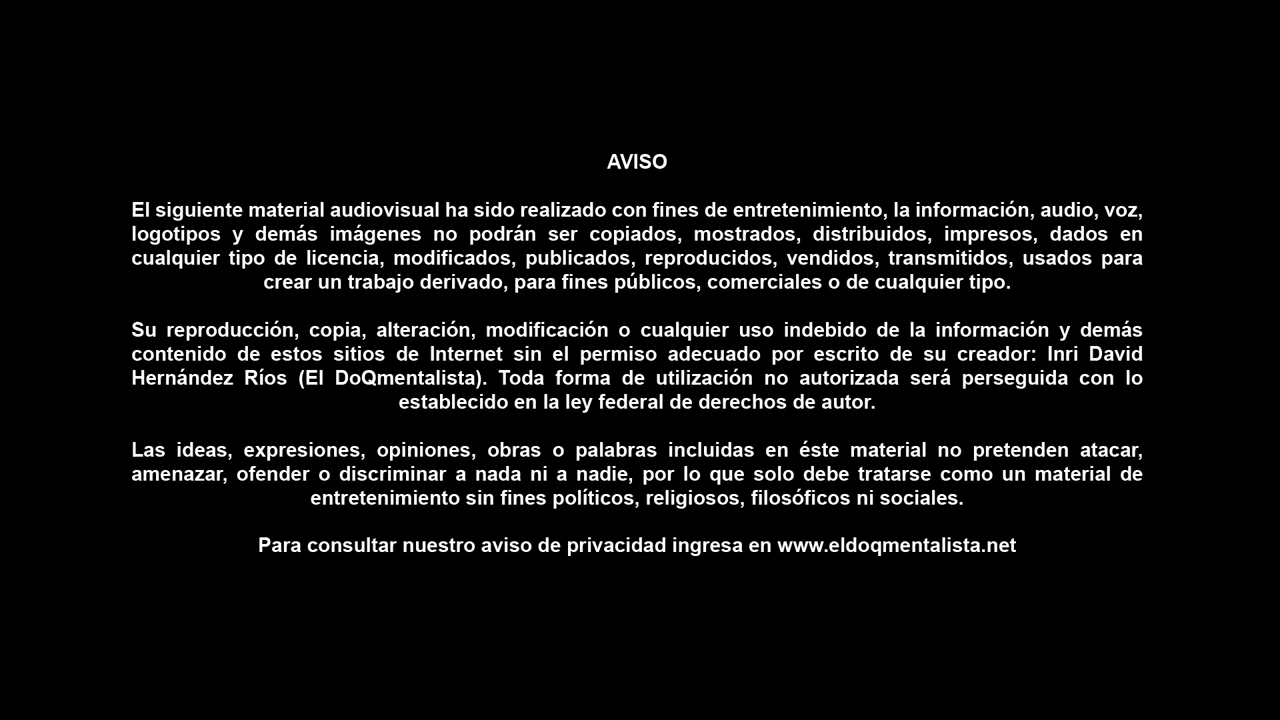 AVISO
El siguiente material audiovisual ha sido realizado con fines de entretenimiento, la información, audio, voz,
logotipos y demás imágenes no podrán ser copiados, mostrados, distribuidos, impresos, dados en
cualquier tipo de licencia, modificados, publicados, reproducidos, vendidos, transmitidos, usados para
crear un trabajo derivado, para fines públicos, comerciales o de cualquier tipo.
Su reproducción, copia, alteración, modificación o cualquier uso indebido de la información y demás
contenido de estos sitios de Internet sin el permiso adecuado por escrito de su creador: Inri David
Hernández Ríos (El DoQmentalista). Toda forma de utilización no autorizada será perseguida con lo
establecido en la ley federal de derechos de autor.
Las ideas, expresiones, opiniones, obras o palabras incluidas en éste material no pretenden atacar,
amenazar, ofender o discriminar a nada ni a nadie, por lo que solo debe tratarse como un material de
entretenimiento sin fines políticos, religiosos, filosóficos ni sociales.
Para consultar nuestro aviso de privacidad ingresa en www.eldoqmentalista.net